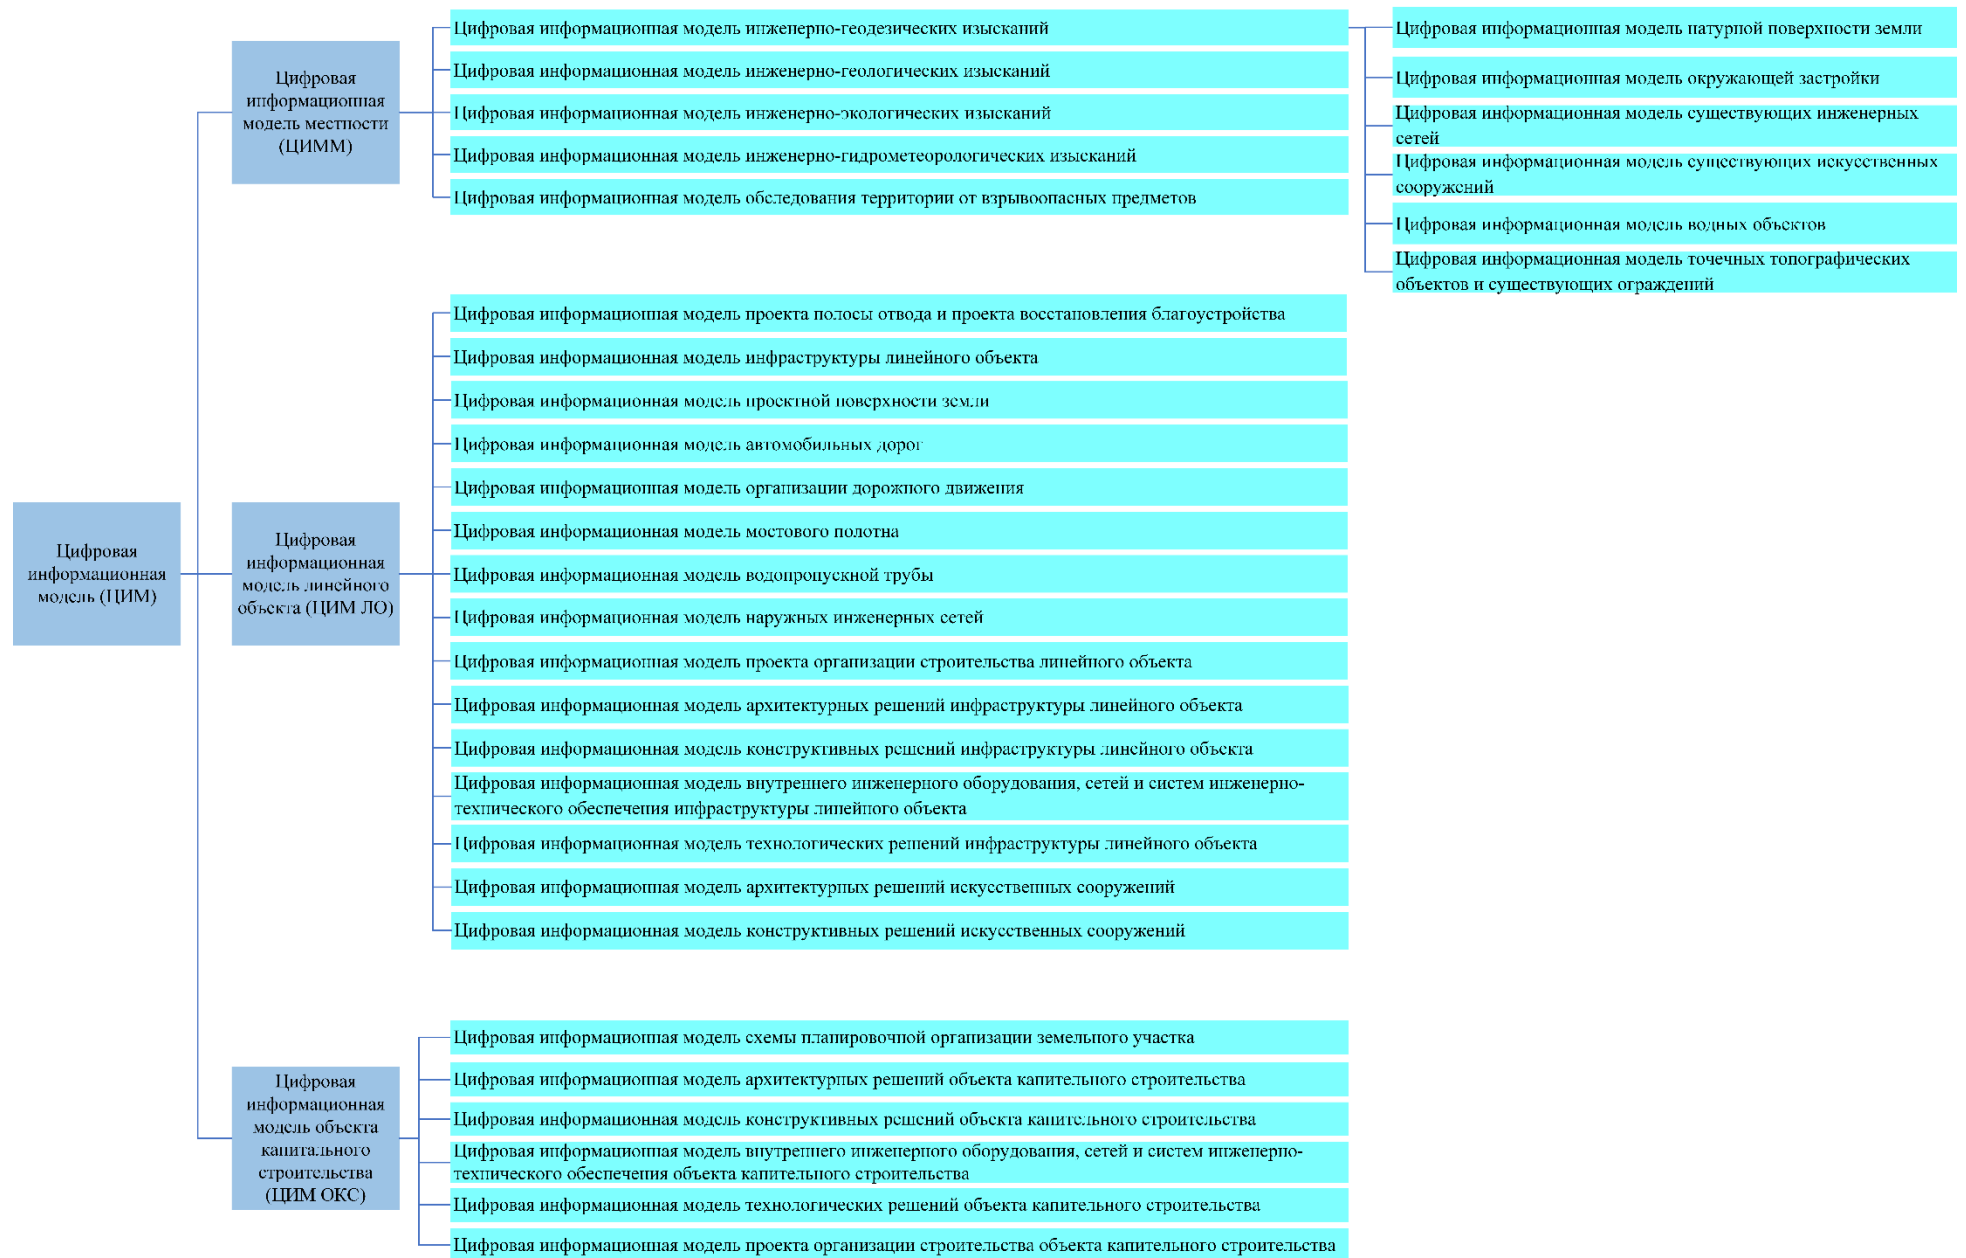 Цифровая
информационная
модель (ЦИМ)
Цифровая
информационная
модель местности
(ЦИММ)
Цифровая информационная модель инженерно-геодезических изысканий
Цифровая информационная модель инженерно-геологических изысканий
Цифровая информационная модель инженерно-экологических изысканий
Цифровая информационная модель инженерно-гидрометеорологических изысканий
Цифровая информационная модель обследования территории от взрывоопасных предметов
Цифровая информационная модель натурной поверхности земли
Цифровая информационная модель окружающей застройки
Цифровая информационная модель существующих инженерных
сетей
Цифровая информационная модель существующих искусственных
сооружений
Цифровая информационная модель водных объектов
Цифровая информационная модель точечных топографических
объектов и существующих ограждений
Цифровая
информационная
модель линейного
объекта (ЦИМ ЛО)
Цифровая информационная модель проекта полосы отвода и проекта восстановления благоустройства
Цифровая информационная модель инфраструктуры линейного объекта
Цифровая информационная модель проектной поверхности земли
Цифровая информационная модель автомобильных дорог
Цифровая информационная модель организации дорожного движения
Цифровая информационная модель мостового полотна
Цифровая информационная модель водопропускной трубы
Цифровая информационная модель наружных инженерных сетей
Цифровая информационная модель проекта организации строительства линейного объекта
Цифровая информационная модель архитектурных решений инфраструктуры линейного объекта
Цифровая информационная модель конструктивных решений инфраструктуры линейного объекта
Цифровая информационная модель внутреннего инженерного оборудования, сетей и систем инженерно-
технического обеспечения инфраструктуры линейного объекта
Цифровая информационная модель технологических решений инфраструктуры линейного объекта
Цифровая информационная модель архитектурных решений искусственных сооружений
Цифровая информационная модель конструктивных решений искусственных сооружений
Цифровая
информационная
модель объекта
капитального
строительства
(ЦИМ ОКС)
Цифровая информационная модель схемы планировочной организации земельного участка
Цифровая информационная модель архитектурных решений объекта капительного строительства
Цифровая информационная модель конструктивных решений объекта капительного строительства
Цифровая информационная модель внутреннего инженерного оборудования, сетей и систем инженерно-
технического обеспечения объекта капительного строительства
Цифровая информационная модель технологических решений объекта капительного строительства
Цифровая информационная модель проекта организации строительства объекта капительного строительства